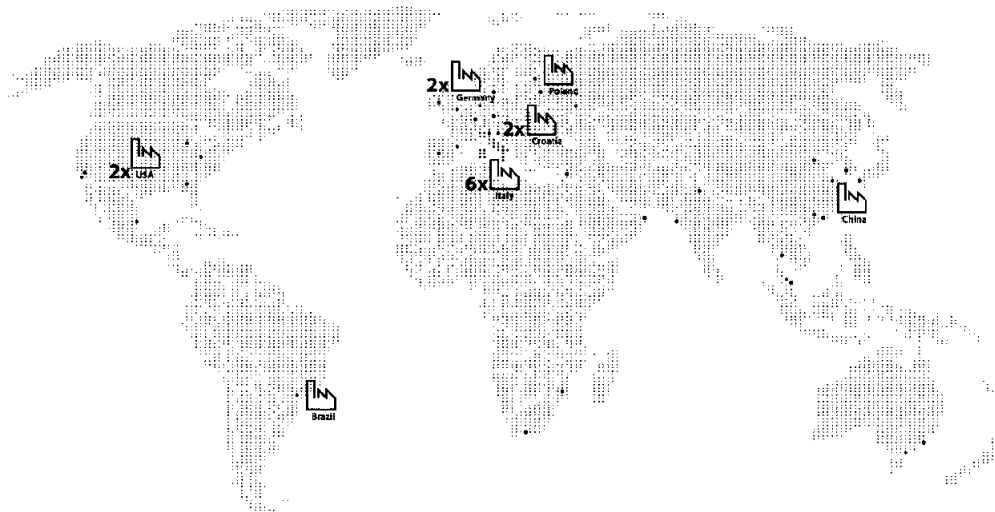 2x
Germany
Poland
2x
Croatia
2x
USA
6x
Italy
China
Brazil